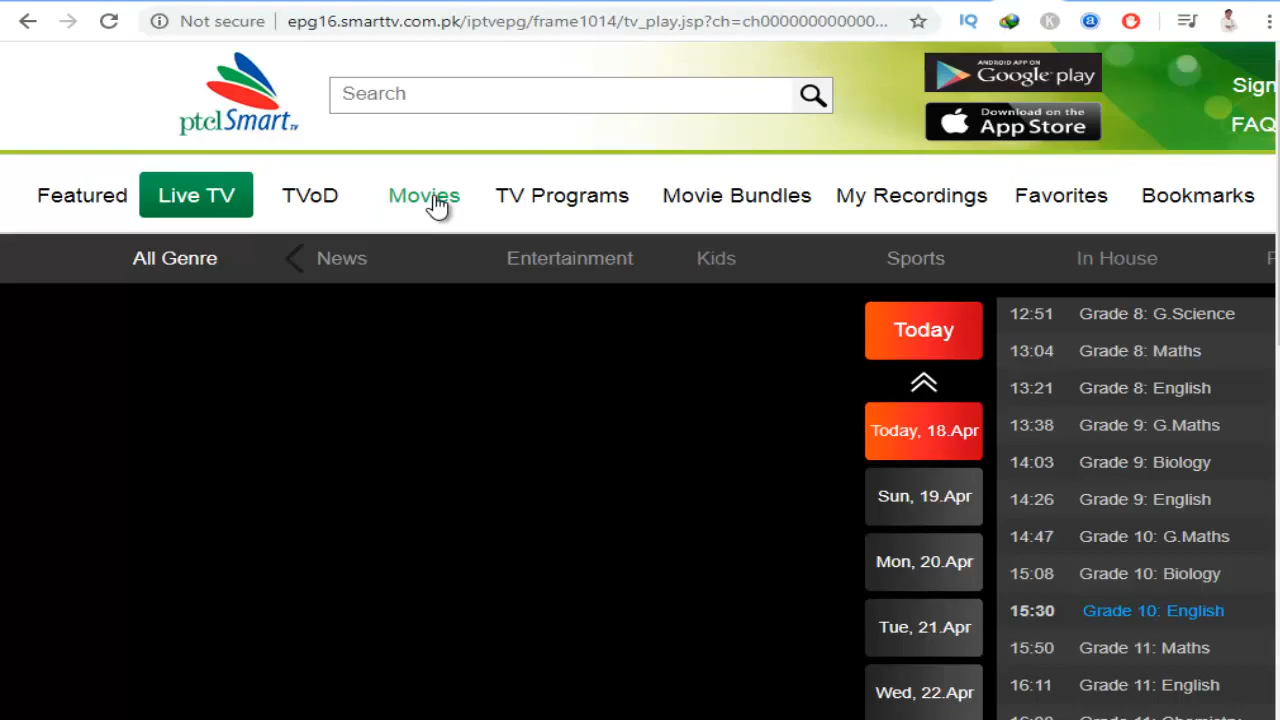 Not secure
epg16.smarttv.com.pk/iptvepg/frame1014/tv_play.jsp?ch=ch000000000000...
IQ
K
a
ptcl Smart TV
Search
ANDROID APP ON
Google play
Download on the
App Store
Sign
FAQ
Featured
Live TV
TVoD
Movies
TV Programs
Movie Bundles
My Recordings
Favorites
Bookmarks
All Genre
News
Entertainment
Kids
Sports
In House
Today
Today, 18.Apr
Sun, 19.Apr
Mon, 20.Apr
Tue, 21.Apr
Wed, 22.Apr
12:51 Grade 8: G.Science
13:04 Grade 8: Maths
13:21 Grade 8: English
13:38 Grade 9: G.Maths
14:03 Grade 9: Biology
14:26 Grade 9: English
14:47 Grade 10: G.Maths
15:08 Grade 10: Biology
15:30 Grade 10: English
15:50 Grade 11: Maths
16:11 Grade 11: English